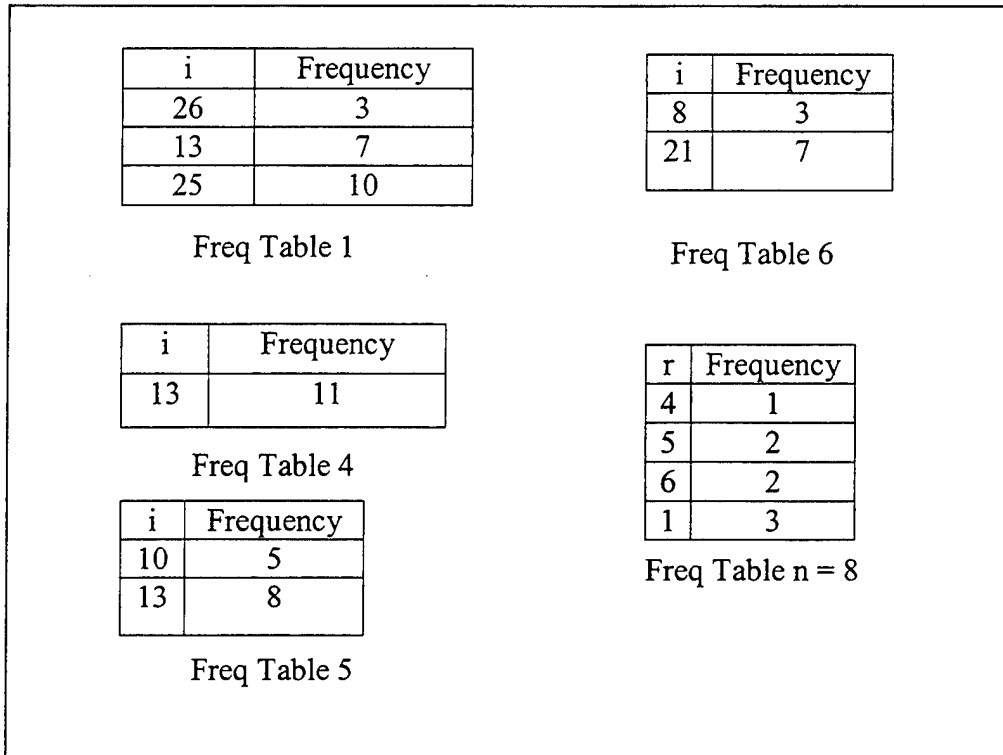 i Frequency
26 3
13 7
25 10
Freq Table 1
i Frequency
8 3
21 7
Freq Table 6
i Frequency
13 11
Freq Table 4
i Frequency
10 5
13 8
Freq Table 5
r Frequency
4 1
5 2
6 2
1 3
Freq Table n = 8